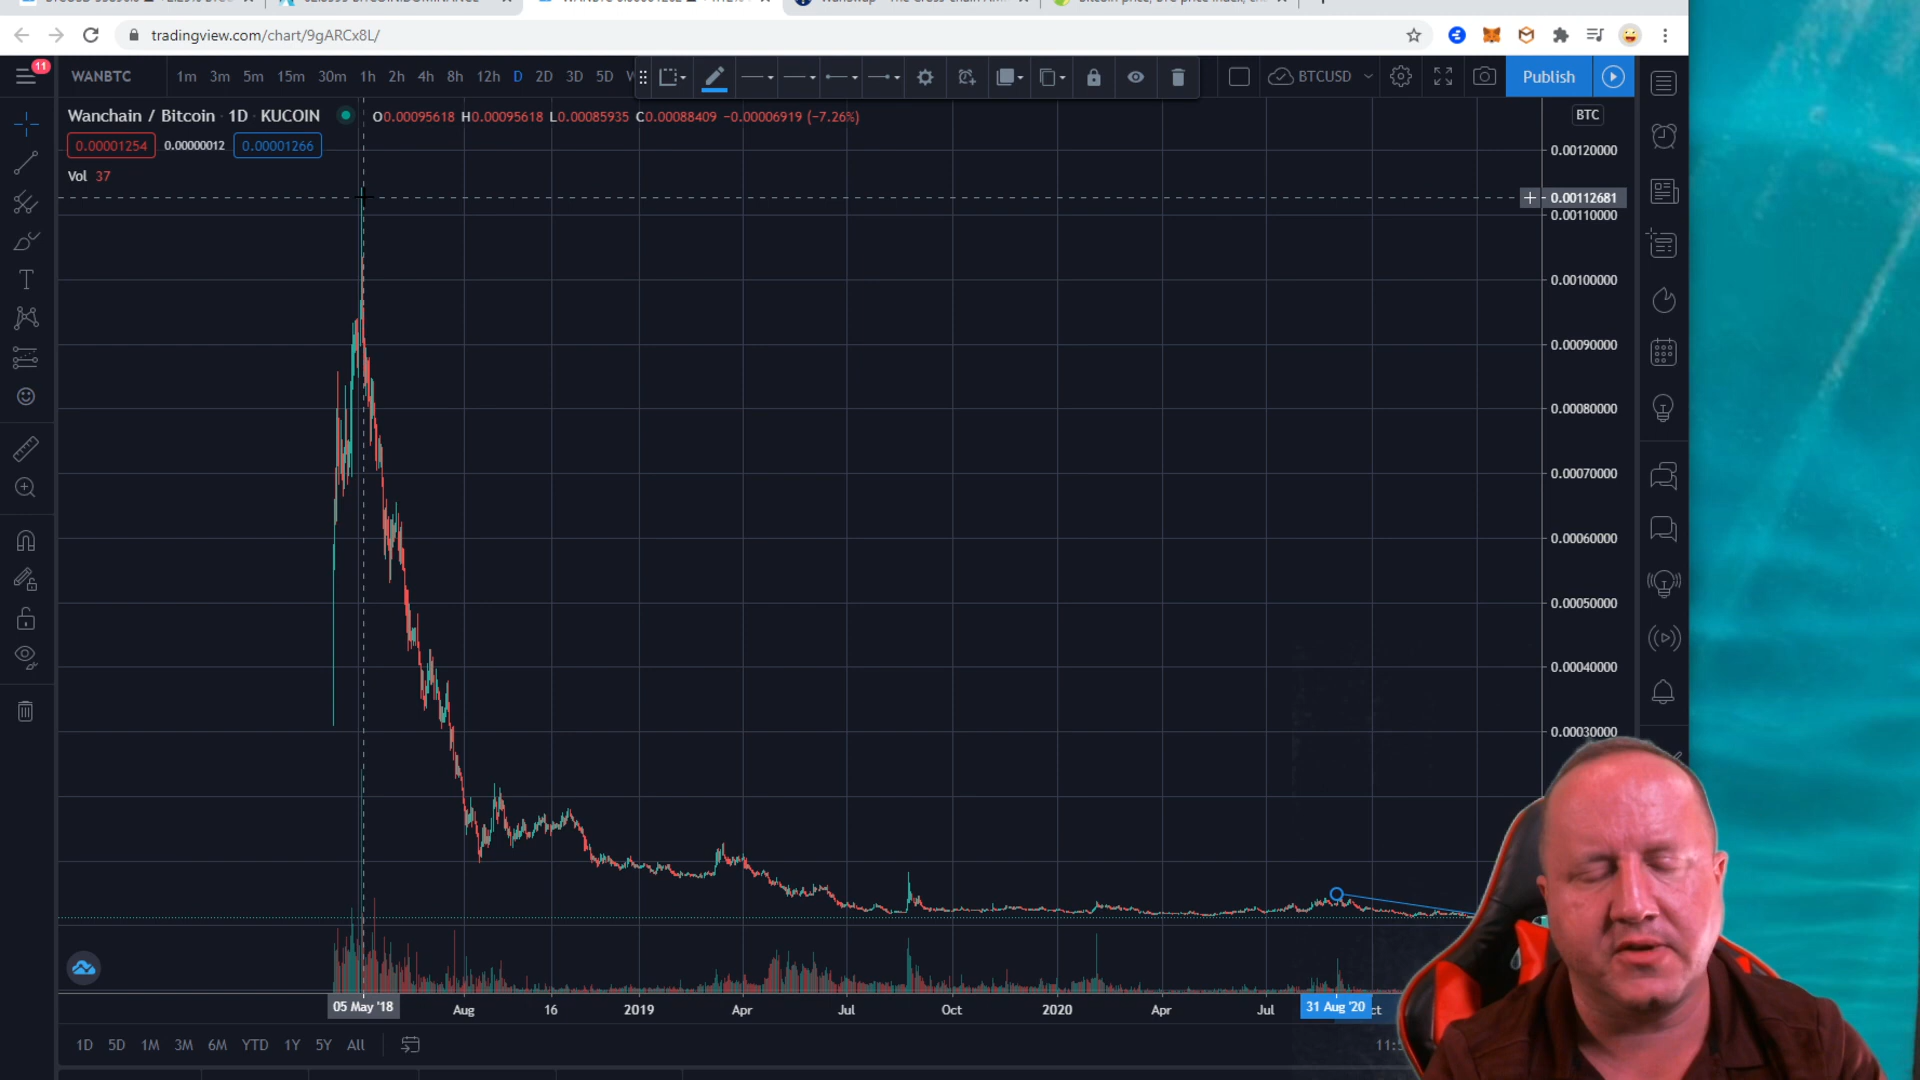 tradingview.com/chart/9gARCx8L/
11
WANBTC 1m 3m 5m 15m 30m 1h 2h 4h 8h 12h D 2D 3D 5D BTCUSD Publish
Wanchain / Bitcoin · 1D · KUCOIN O0.00095618 H0.00095618 L0.00085935 C0.00088409 −0.00006919 (−7.26%) BTC
0.00001254 0.00000012 0.00001266
Vol 37
0.00120000
0.00112681
0.00110000
0.00100000
0.00090000
0.00080000
0.00070000
0.00060000
0.00050000
0.00040000
0.00030000
05 May '18 Aug 16 2019 Apr Jul Oct 2020 Apr Jul 31 Aug '20
1D 5D 1M 3M 6M YTD 1Y 5Y All